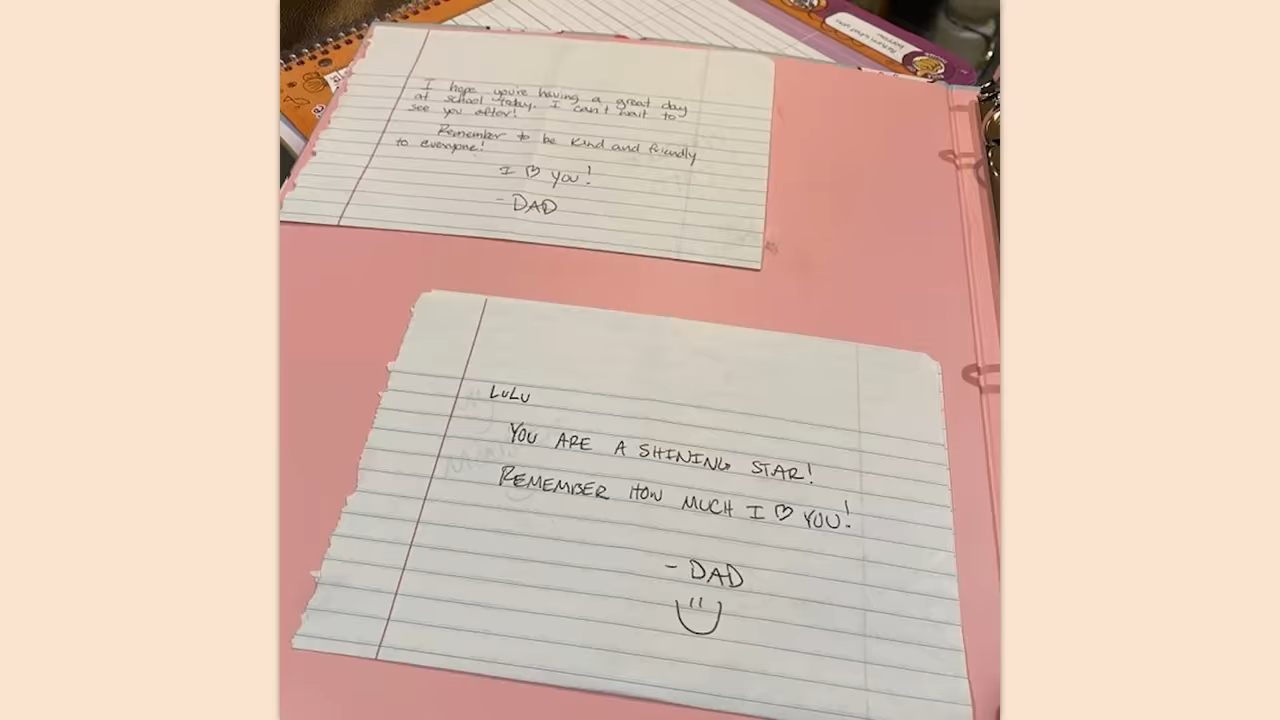 I hope you're having a great day
at school today. I can't wait to
see you after!
Remember to be kind and friendly
to everyone!
I ♡ you!
- DAD
LULU
YOU ARE A SHINING STAR!
REMEMBER HOW MUCH I ♡ YOU!
- DAD